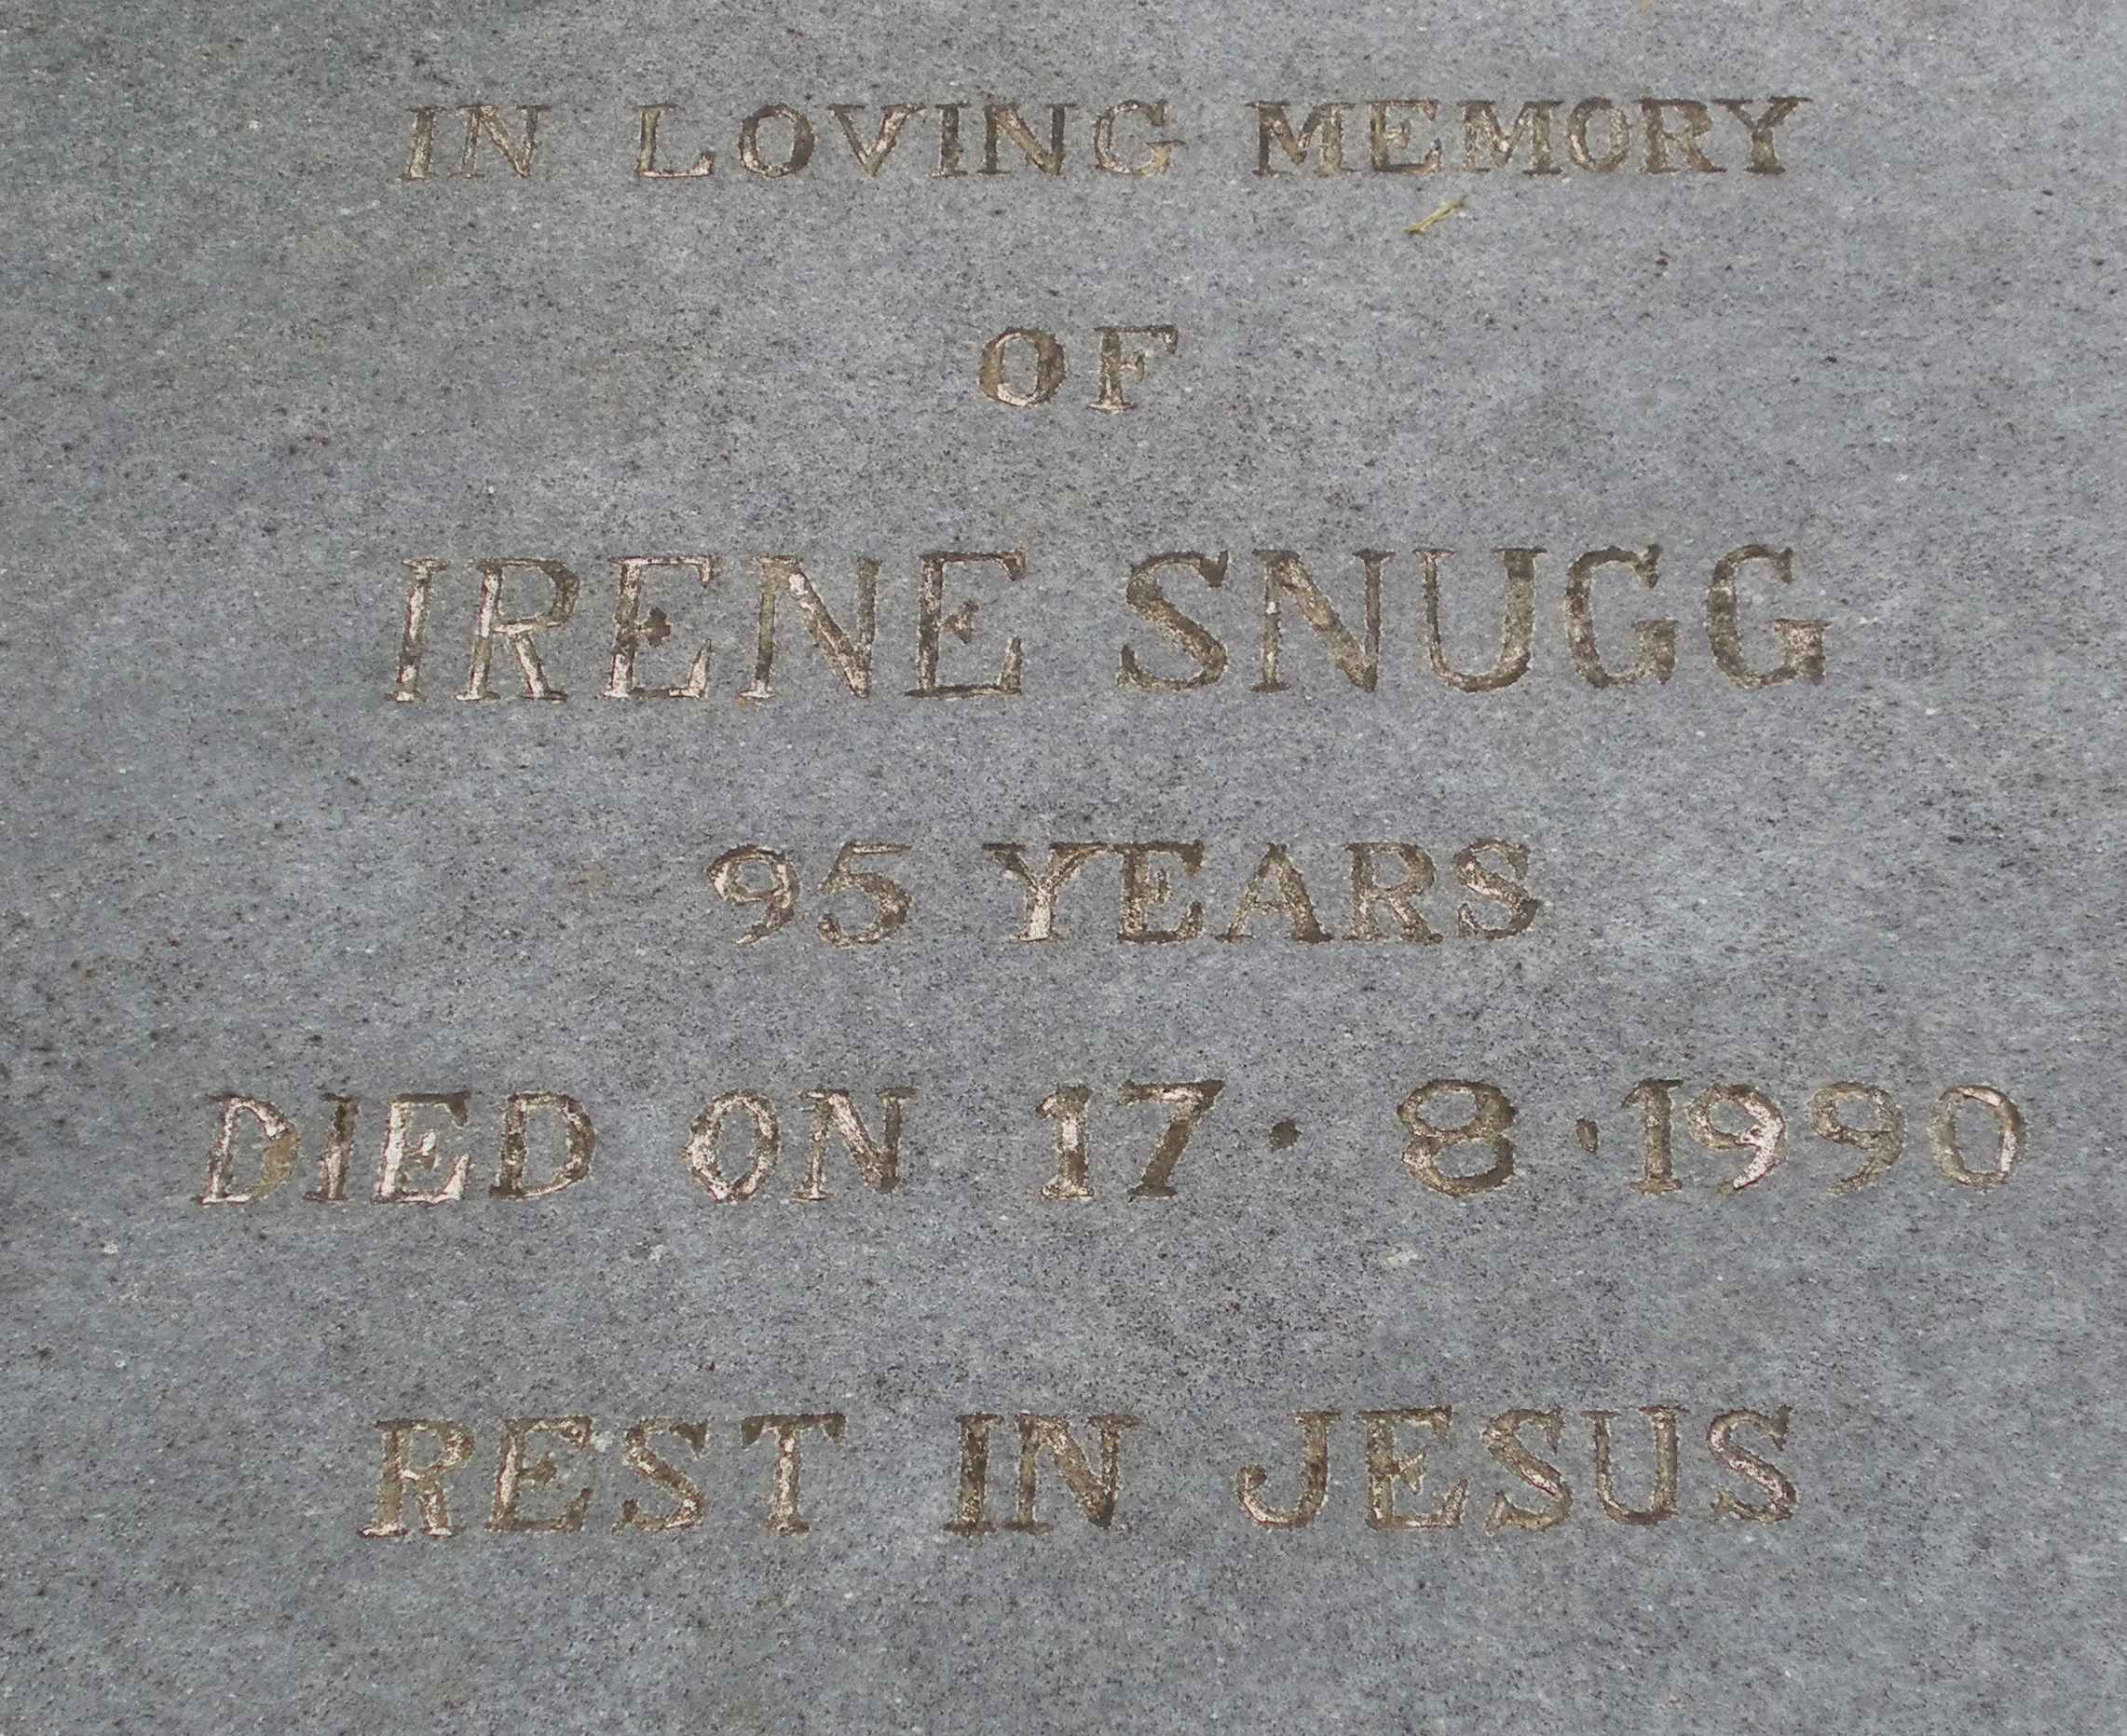 IN LOVING MEMORY
OF
IRENE SNUGG
95 YEARS
DIED ON 17· 8 ·1990
REST IN JESUS